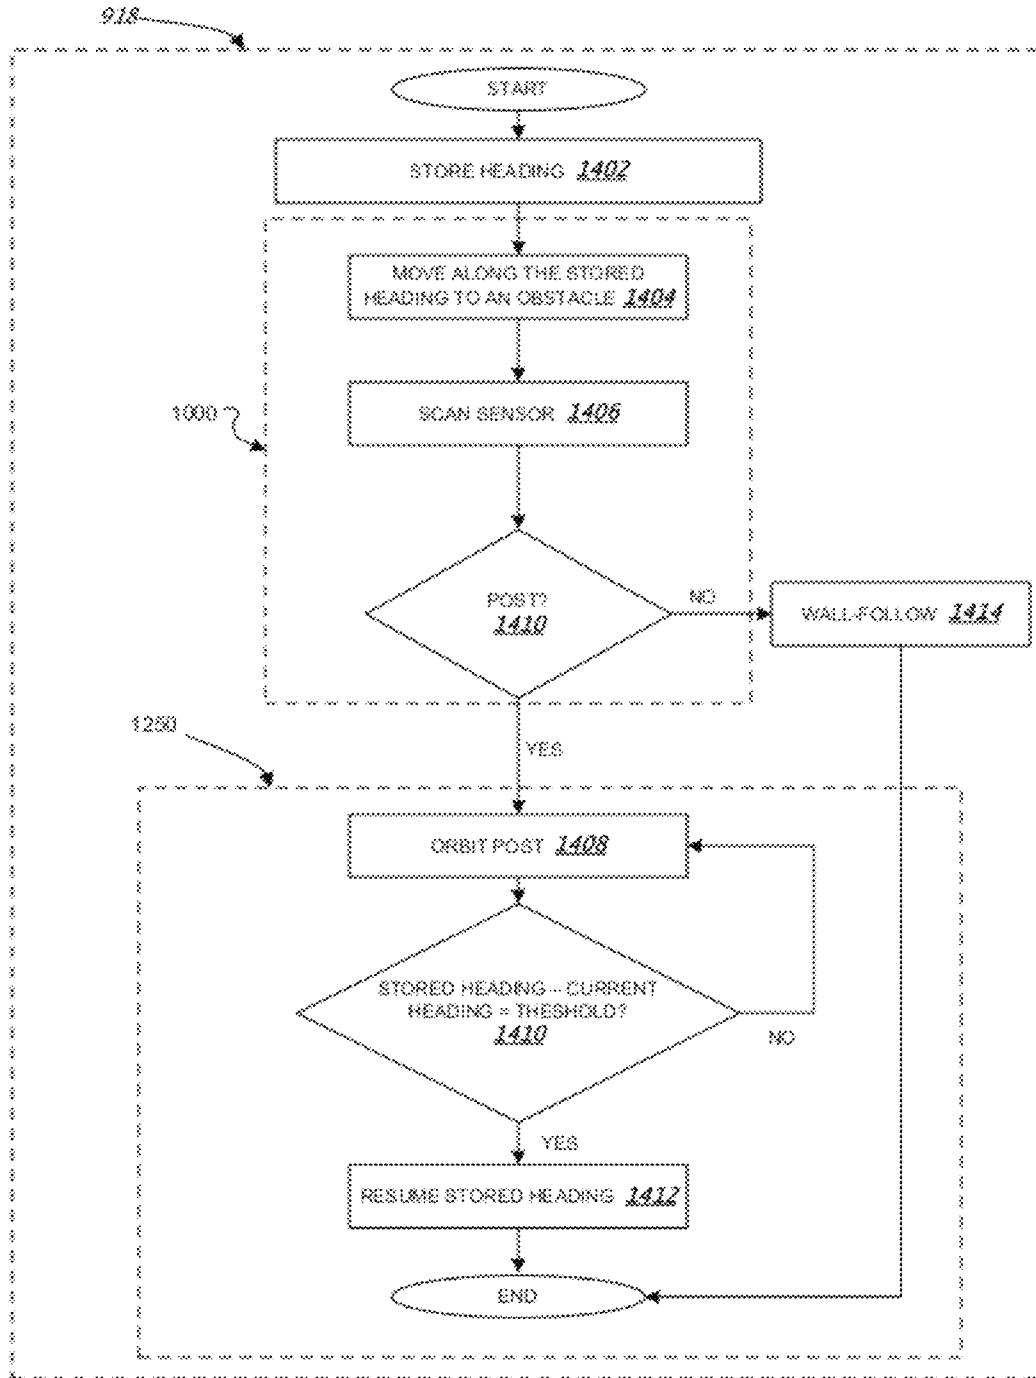 918
START
STORE HEADING 1402
MOVE ALONG THE STORED
HEADING TO AN OBSTACLE 1404
1000
SCAN SENSOR 1406
POST?
1410
NO
WALL-FOLLOW 1414
1250
YES
ORBIT POST 1408
STORED HEADING – CURRENT
HEADING = THESHOLD?
1410
NO
YES
RESUME STORED HEADING 1412
END